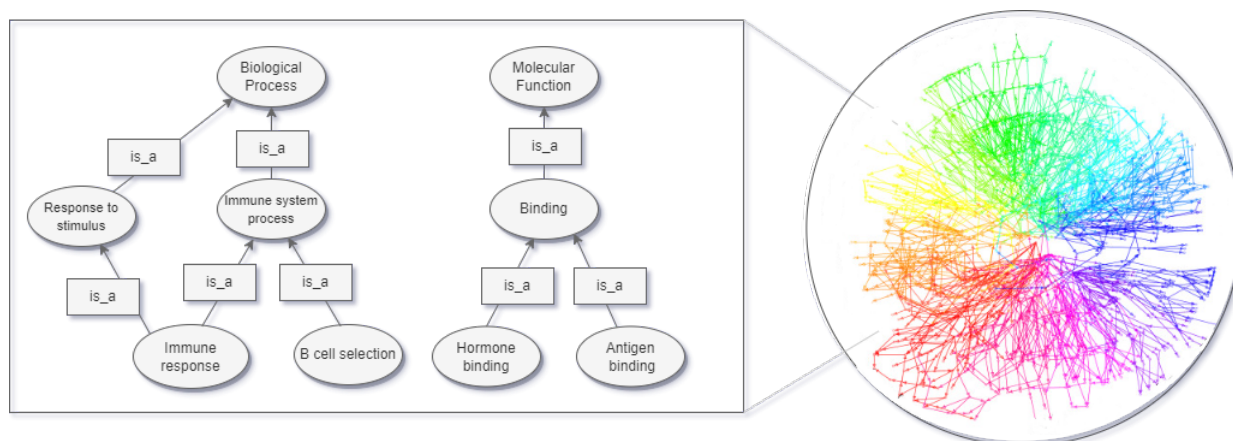 Biological
Process
Molecular
Function
is_a
is_a
is_a
Response to
stimulus
Immune system
process
Binding
is_a
is_a
is_a
is_a
is_a
Immune
response
B cell selection
Hormone
binding
Antigen
binding